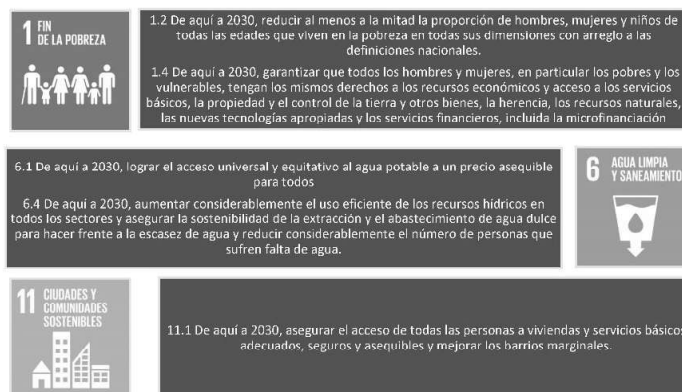 1 FIN
DE LA POBREZA
1.2 De aquí a 2030, reducir al menos a la mitad la proporción de hombres, mujeres y niños de
todas las edades que viven en la pobreza en todas sus dimensiones con arreglo a las
definiciones nacionales.
1.4 De aquí a 2030, garantizar que todos los hombres y mujeres, en particular los pobres y los
vulnerables, tengan los mismos derechos a los recursos económicos y acceso a los servicios
básicos, la propiedad y el control de la tierra y otros bienes, la herencia, los recursos naturales,
las nuevas tecnologías apropiadas y los servicios financieros, incluida la microfinanciación
6.1 De aquí a 2030, lograr el acceso universal y equitativo al agua potable a un precio asequible
para todos
6.4 De aquí a 2030, aumentar considerablemente el uso eficiente de los recursos hídricos en
todos los sectores y asegurar la sostenibilidad de la extracción y el abastecimiento de agua dulce
para hacer frente a la escasez de agua y reducir considerablemente el número de personas que
sufren falta de agua.
6 AGUA LIMPIA
Y SANEAMIENTO
11 CIUDADES Y
COMUNIDADES
SOSTENIBLES
11.1 De aquí a 2030, asegurar el acceso de todas las personas a viviendas y servicios básicos
adecuados, seguros y asequibles y mejorar los barrios marginales.